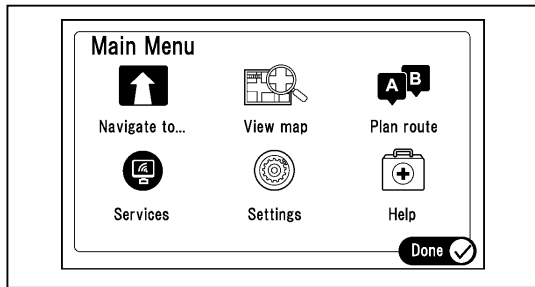 Main Menu
A B
Navigate to... View map Plan route
Services Settings Help
Done